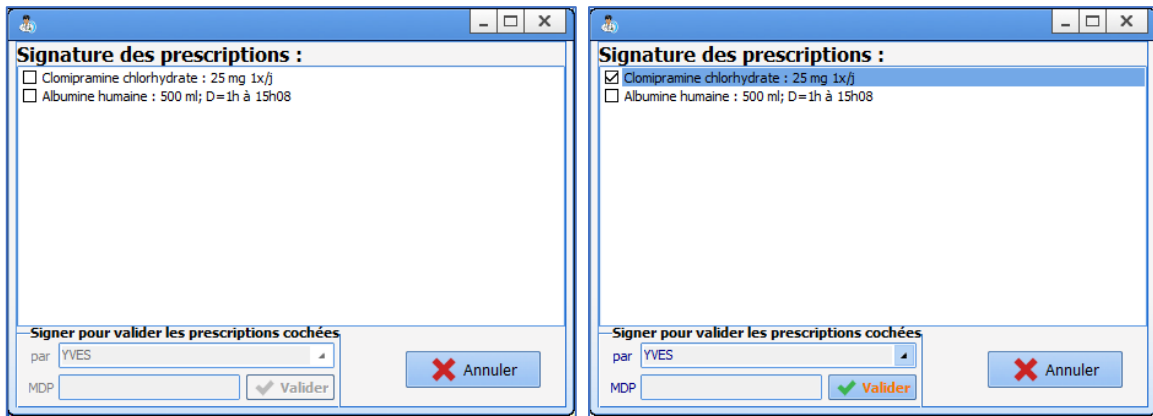 Signature des prescriptions :
Clomipramine chlorhydrate : 25 mg 1x/j
Albumine humaine : 500 ml; D=1h à 15h08
Signer pour valider les prescriptions cochées
par YVES
Annuler
MDP Valider
Signature des prescriptions :
Clomipramine chlorhydrate : 25 mg 1x/j
Albumine humaine : 500 ml; D=1h à 15h08
Signer pour valider les prescriptions cochées
par YVES
Annuler
MDP Valider